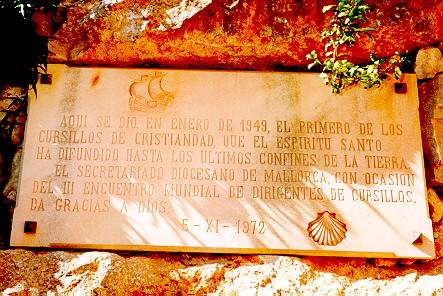 AQUI SE DIO, EN ENERO DE 1949, EL PRIMERO DE LOS
CURSILLOS DE CRISTIANDAD QUE EL ESPIRITU SANTO
HA DIFUNDIDO HASTA LOS ULTIMOS CONFINES DE LA TIERRA.
EL SECRETARIADO DIOCESANO DE MALLORCA, CON OCASION
DEL III ENCUENTRO MUNDIAL DE DIRIGENTES DE CURSILLOS,
DA GRACIAS A DIOS.
5-XI-1972